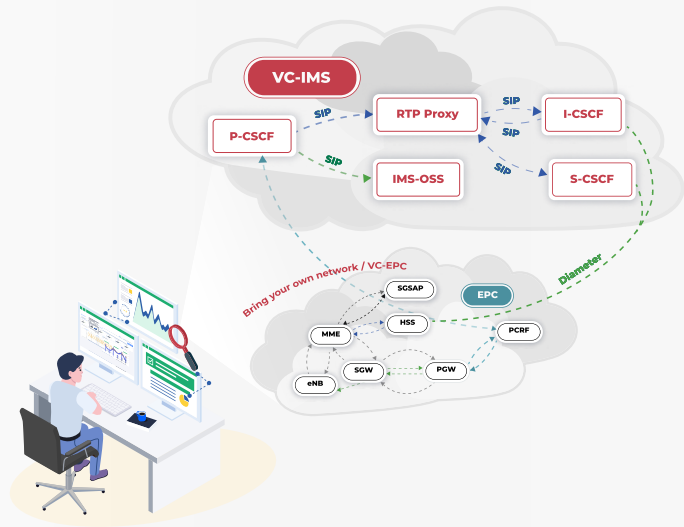 VC-IMS
SIP
RTP Proxy
SIP
I-CSCF
P-CSCF
SIP
SIP
IMS-OSS
SIP
S-CSCF
Diameter
Bring your own network / VC-EPC
SGSAP
EPC
HSS
MME
PCRF
SGW
PGW
eNB